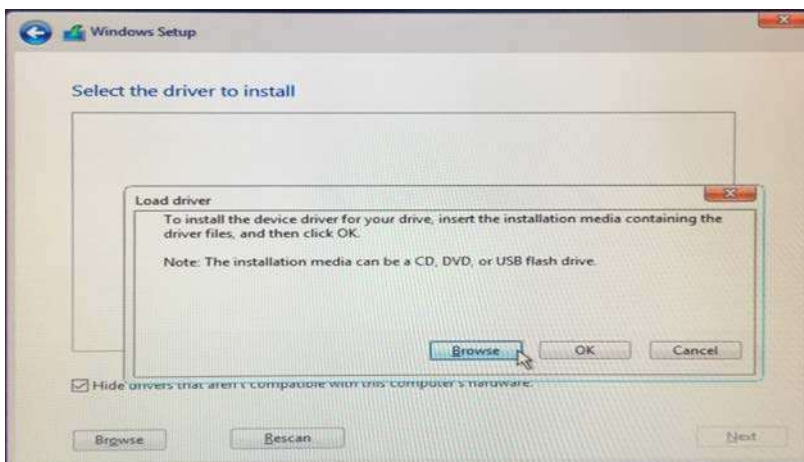 Windows Setup
Select the driver to install
Load driver
To install the device driver for your drive, insert the installation media containing the
driver files, and then click OK.
Note: The installation media can be a CD, DVD, or USB flash drive.
Browse
OK
Cancel
Hide drivers that aren't compatible with this computer's hardware.
Browse
Rescan
Next